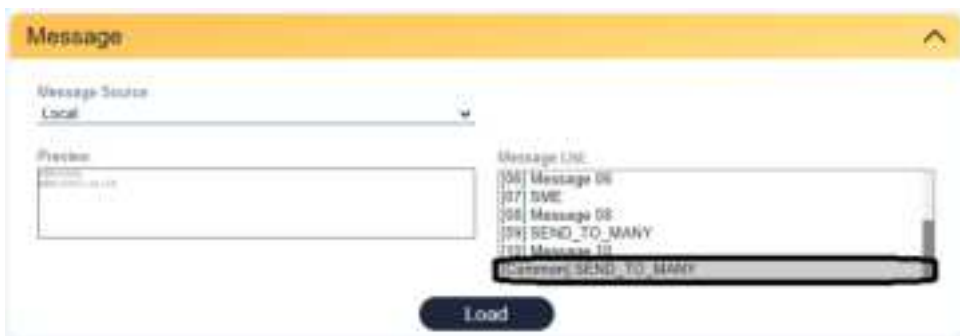 Message
Message Source
Local
Preview
Message List
[06] Message 06
[07] SME
[08] Message 08
[09] SEND_TO_MANY
[10] Message 10
[Common] SEND_TO_MANY
Load